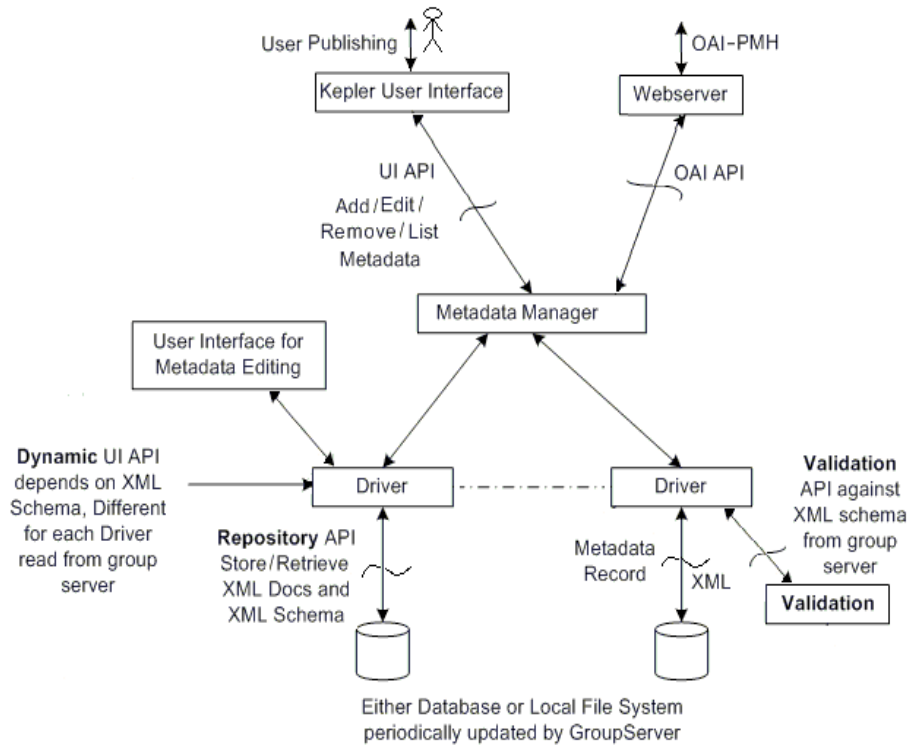 User Publishing
OAI-PMH
Kepler User Interface
Webserver
UI API
OAI API
Add/Edit/
Remove/List
Metadata
Metadata Manager
User Interface for
Metadata Editing
Dynamic UI API
depends on XML
Schema, Different
for each Driver
read from group
server
Driver
Driver
Validation
API against
XML schema
from group
server
Repository API
Store/Retrieve
XML Docs and
XML Schema
Metadada
Record
XML
Validation
Either Database or Local File System
periodically updated by GroupServer